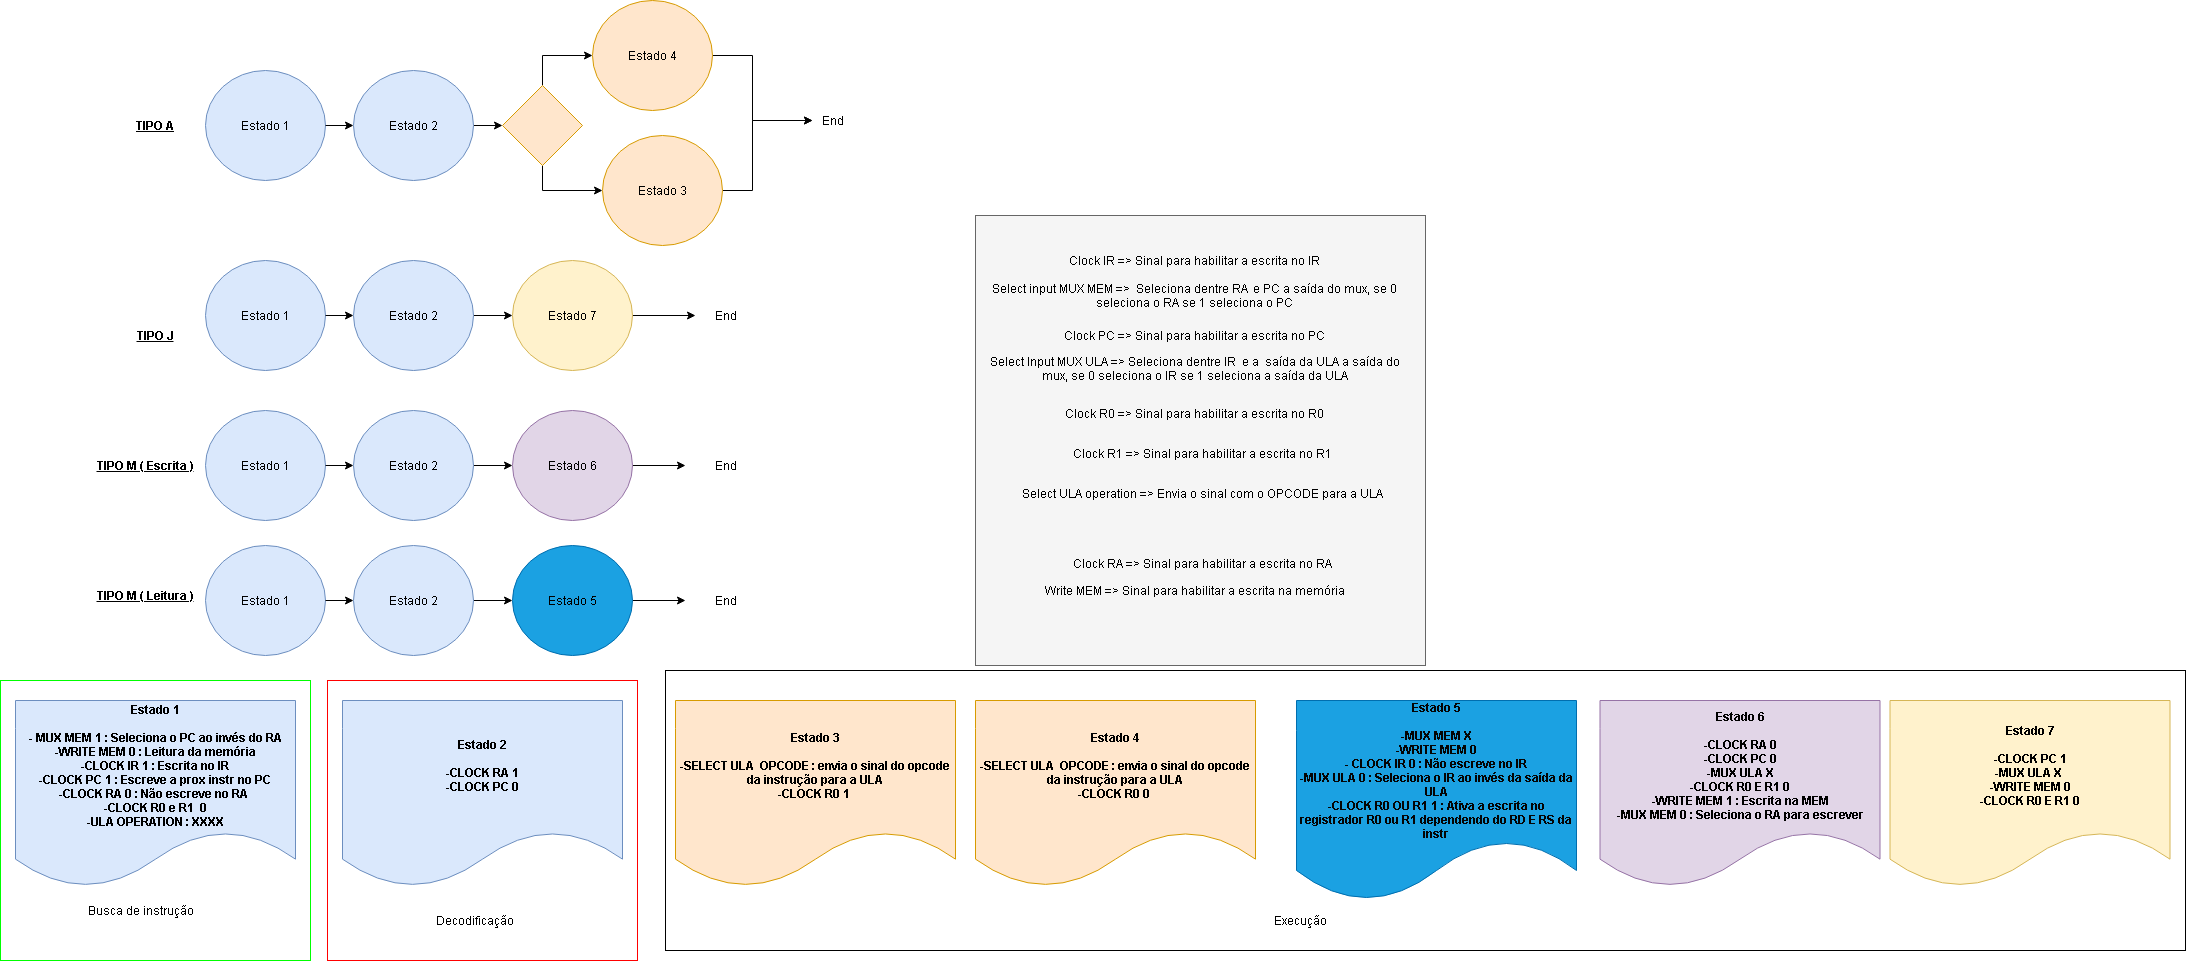 Estado 4
TIPO A
Estado 1
Estado 2
End
Estado 3
TIPO J
Estado 1
Estado 2
Estado 7
End
TIPO M ( Escrita )
Estado 1
Estado 2
Estado 6
End
TIPO M ( Leitura )
Estado 1
Estado 2
Estado 5
End
Clock IR => Sinal para habilitar a escrita no IR
Select input MUX MEM => Seleciona dentre RA e PC a saída do mux, se 0
seleciona o RA se 1 seleciona o PC
Clock PC => Sinal para habilitar a escrita no PC
Select Input MUX ULA => Seleciona dentre IR e a saída da ULA a saída do
mux, se 0 seleciona o IR se 1 seleciona a saída da ULA
Clock R0 => Sinal para habilitar a escrita no R0
Clock R1 => Sinal para habilitar a escrita no R1
Select ULA operation => Envia o sinal com o OPCODE para a ULA
Clock RA => Sinal para habilitar a escrita no RA
Write MEM => Sinal para habilitar a escrita na memória
Estado 1
- MUX MEM 1 : Seleciona o PC ao invés do RA
-WRITE MEM 0 : Leitura da memória
-CLOCK IR 1 : Escrita no IR
-CLOCK PC 1 : Escreve a prox instr no PC
-CLOCK RA 0 : Não escreve no RA
-CLOCK R0 e R1 0
-ULA OPERATION : XXXX
Busca de instrução
Estado 2
-CLOCK RA 1
-CLOCK PC 0
Decodificação
Estado 3
-SELECT ULA OPCODE : envia o sinal do opcode
da instrução para a ULA
-CLOCK R0 1
Estado 4
-SELECT ULA OPCODE : envia o sinal do opcode
da instrução para a ULA
-CLOCK R0 0
Estado 5
-MUX MEM X
-WRITE MEM 0
- CLOCK IR 0 : Não escreve no IR
-MUX ULA 0 : Seleciona o IR ao invés da saída da
ULA
-CLOCK R0 OU R1 1 : Ativa a escrita no
registrador R0 ou R1 dependendo do RD E RS da
instr
Estado 6
-CLOCK RA 0
-CLOCK PC 0
-MUX ULA X
-CLOCK R0 E R1 0
-WRITE MEM 1 : Escrita na MEM
-MUX MEM 0 : Seleciona o RA para escrever
Estado 7
-CLOCK PC 1
-MUX ULA X
-WRITE MEM 0
-CLOCK R0 E R1 0
Execução